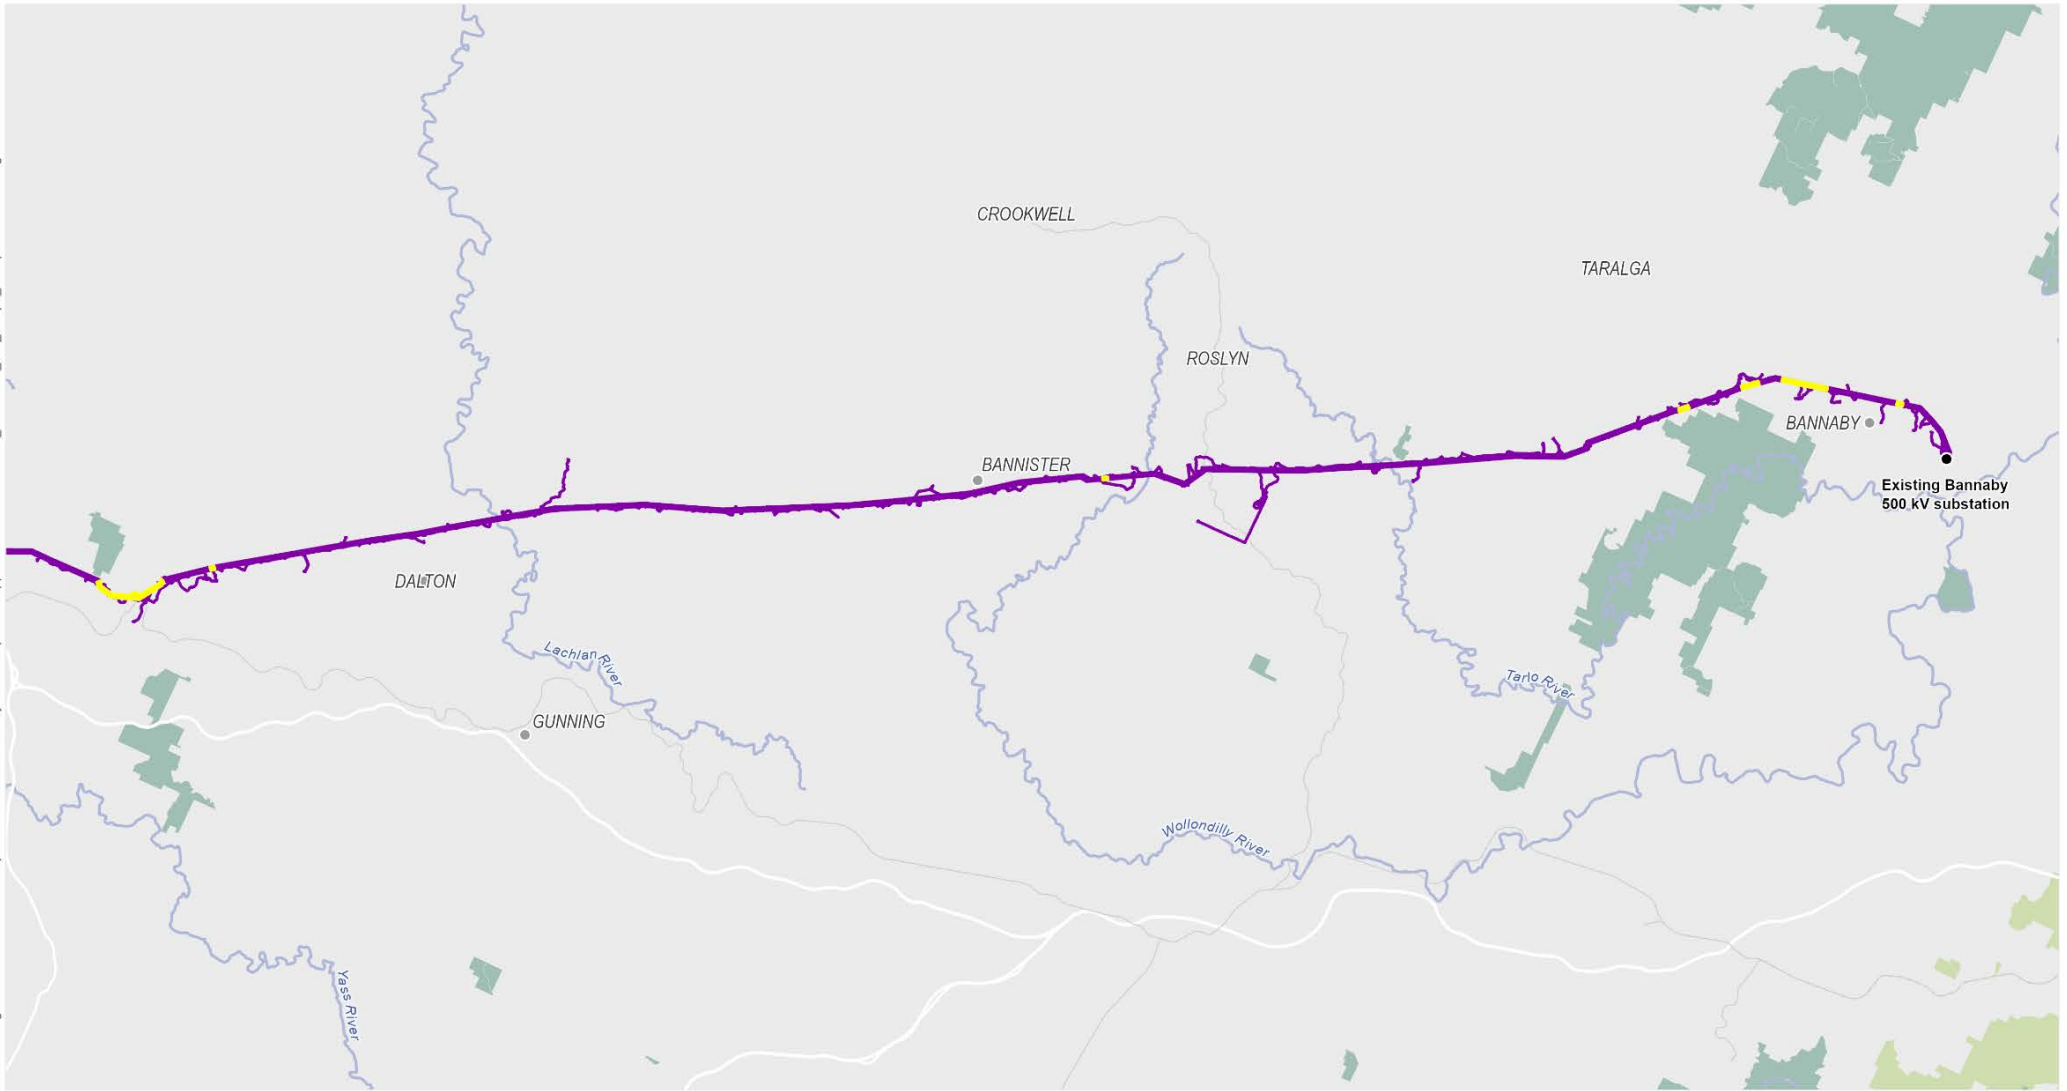 CROOKWELL
TARALGA
ROSLYN
BANNABY
BANNISTER
Existing Bannaby
500 kV substation
DALTON
Lachlan River
Tarlo River
GUNNING
Wollondilly River
Yass River